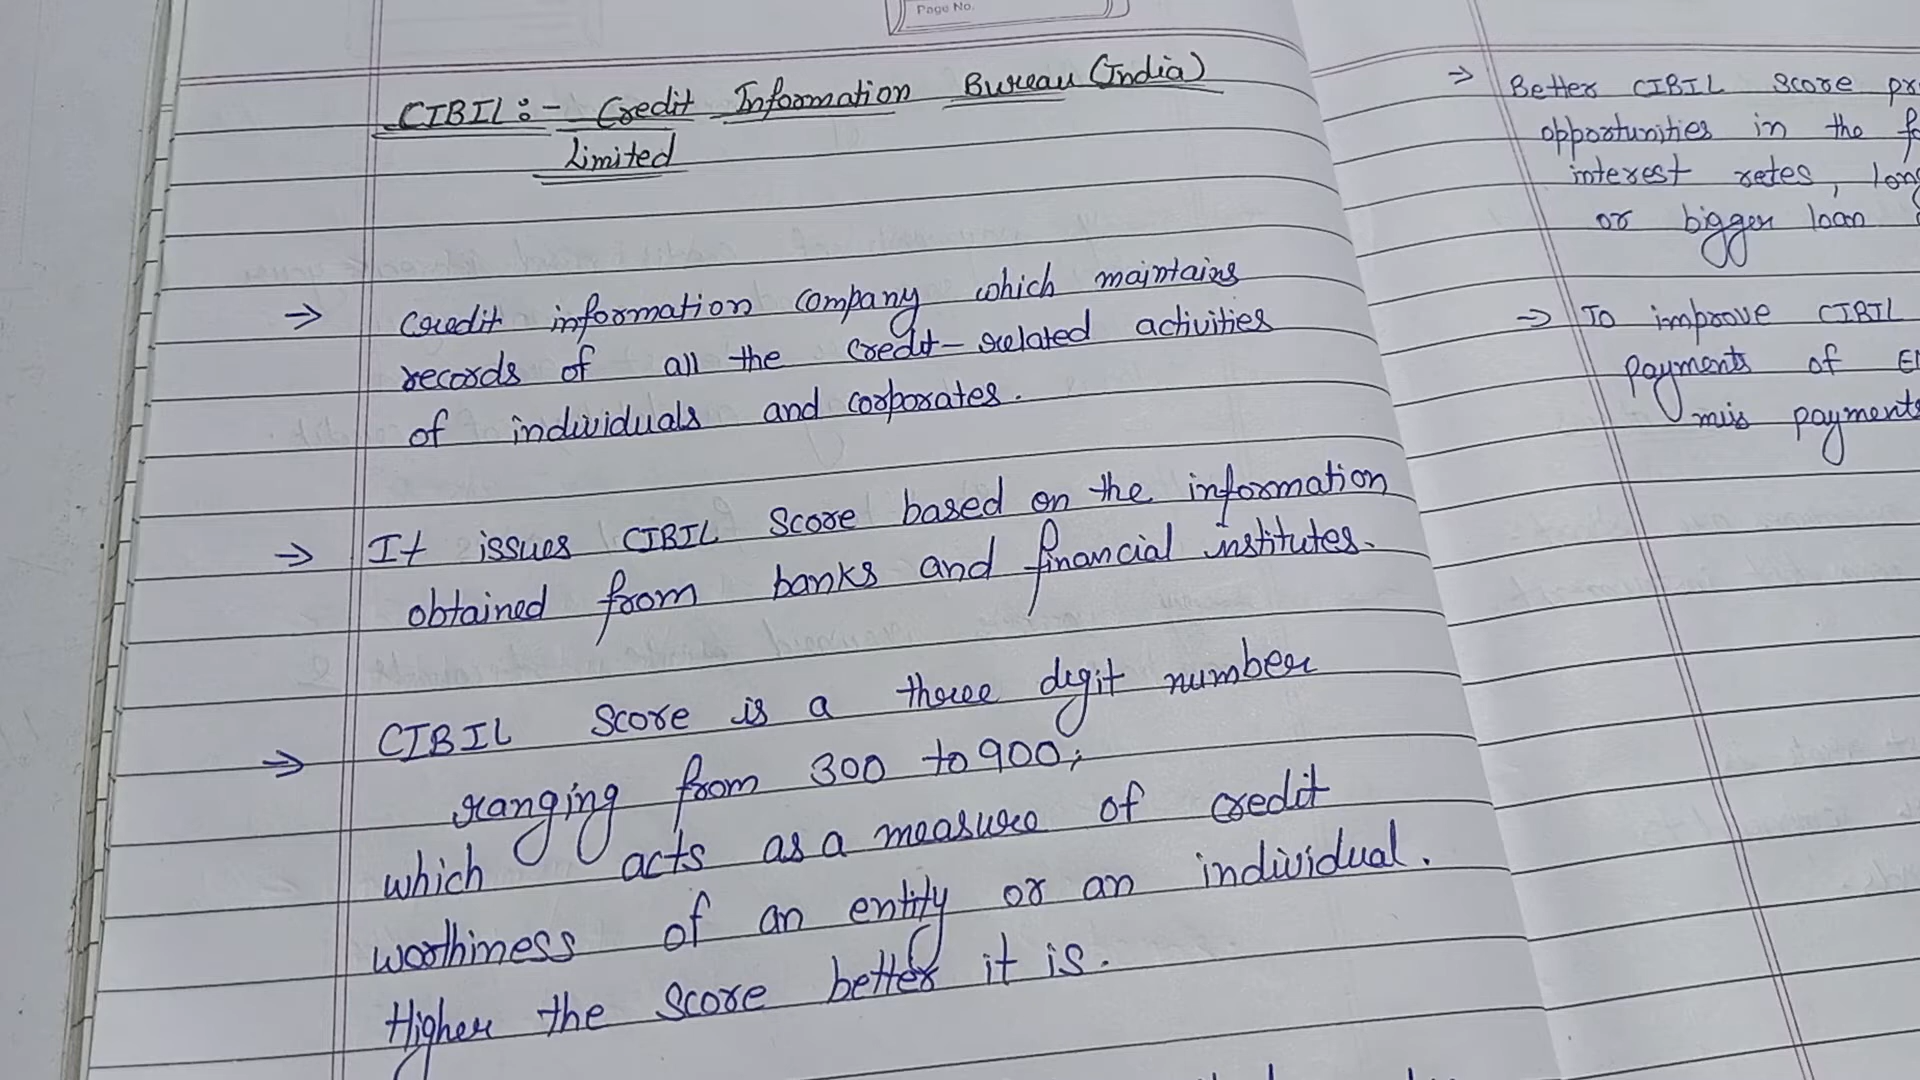 Page No.
CIBIL :- Credit Information Bureau (India)
Limited
⇒ Credit information company which maintains
records of all the credit-related activities
of individuals and corporates.
⇒ It issues CIBIL Score based on the information
obtained from banks and financial institutes.
⇒ CIBIL Score is a three digit number
ranging from 300 to 900;
which acts as a measure of credit
worthiness of an entity or an individual.
Higher the Score better it is.
⇒ Better CIBIL Score
opportunities in the
interest retes,
or bigger loan
⇒ To improve CIBIL
payments of
mis payments